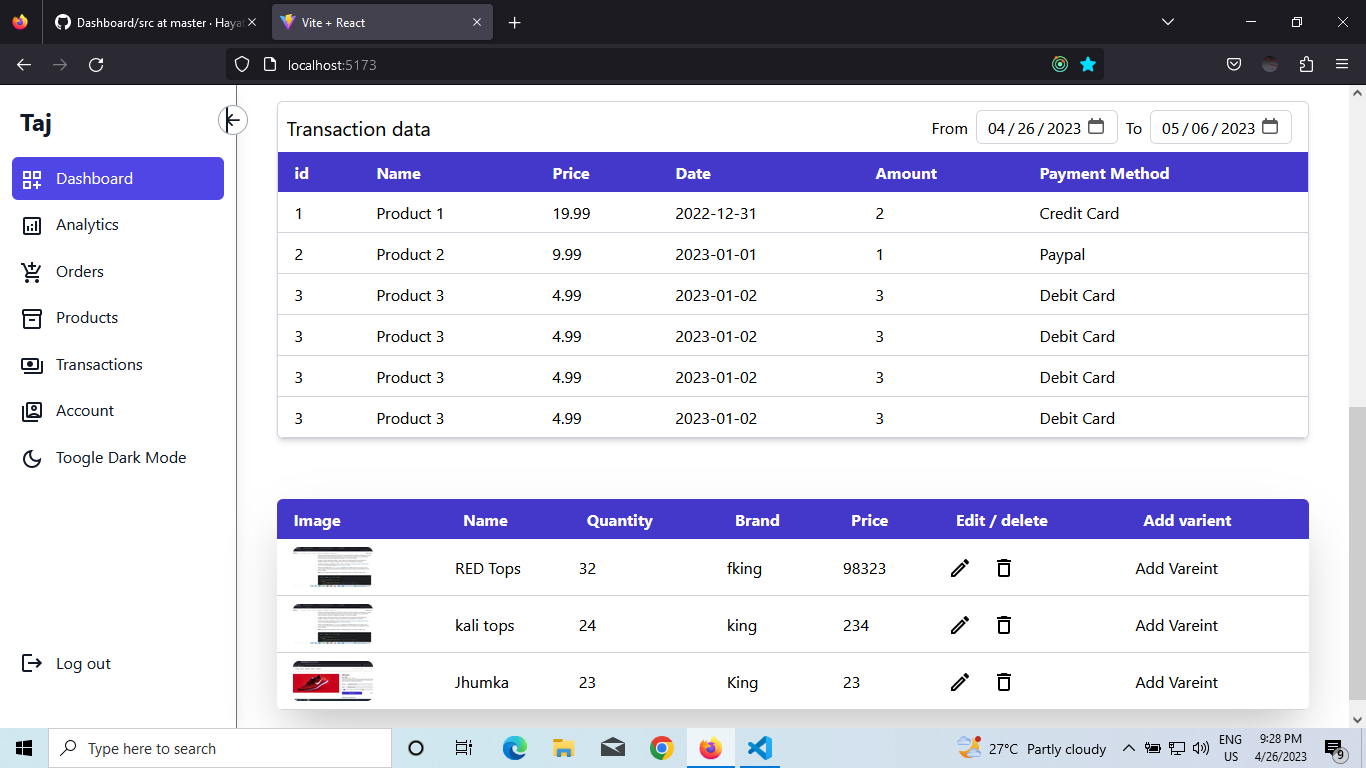 Dashboard/src at master · Haya
Vite + React
localhost:5173
Taj
Dashboard
Analytics
Orders
Products
Transactions
Account
Toogle Dark Mode
Log out
Transaction data
From 04/26/2023 To 05/06/2023
id Name Price Date Amount Payment Method
1 Product 1 19.99 2022-12-31 2 Credit Card
2 Product 2 9.99 2023-01-01 1 Paypal
3 Product 3 4.99 2023-01-02 3 Debit Card
3 Product 3 4.99 2023-01-02 3 Debit Card
3 Product 3 4.99 2023-01-02 3 Debit Card
3 Product 3 4.99 2023-01-02 3 Debit Card
Image Name Quantity Brand Price Edit / delete Add varient
RED Tops 32 fking 98323 Add Vareint
kali tops 24 king 234 Add Vareint
Jhumka 23 King 23 Add Vareint
Type here to search
27°C Partly cloudy
ENG
US
9:28 PM
4/26/2023
9